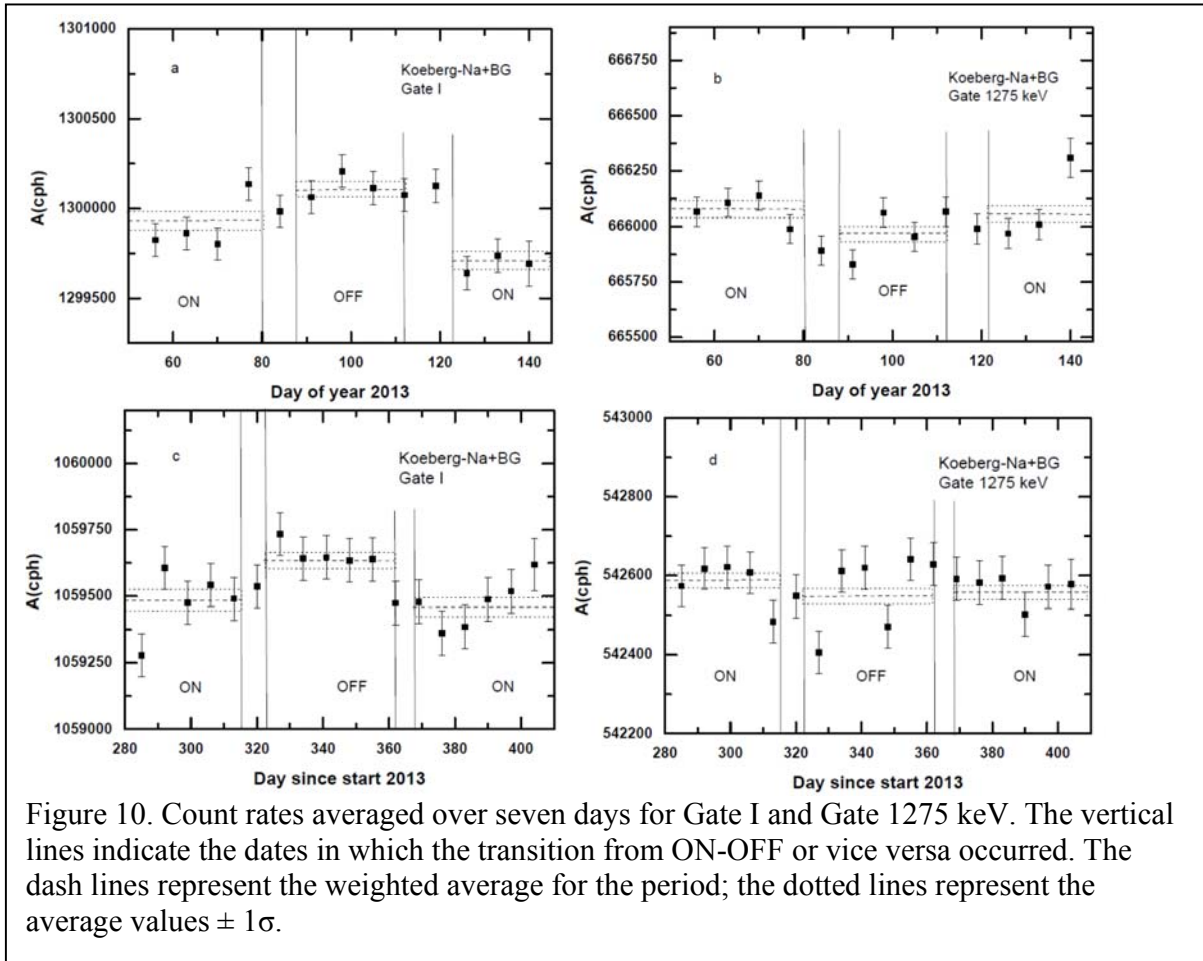 1301000
1300500
1300000
1299500
A(cph)
a
Koeberg-Na+BG
Gate I
ON
OFF
ON
60
80
100
120
140
Day of year 2013
666750
666500
666250
666000
665750
665500
A(cph)
b
Koeberg-Na+BG
Gate 1275 keV
ON
OFF
ON
60
80
100
120
140
Day of year 2013
1060000
1059750
1059500
1059250
1059000
A(cph)
c
Koeberg-Na+BG
Gate I
ON
OFF
ON
280
300
320
340
360
380
400
Day since start 2013
543000
542800
542600
542400
542200
A(cph)
d
Koeberg-Na+BG
Gate 1275 keV
ON
OFF
ON
280
300
320
340
360
380
400
Day since start 2013
Figure 10. Count rates averaged over seven days for Gate I and Gate 1275 keV. The vertical
lines indicate the dates in which the transition from ON-OFF or vice versa occurred. The
dash lines represent the weighted average for the period; the dotted lines represent the
average values ± 1σ.